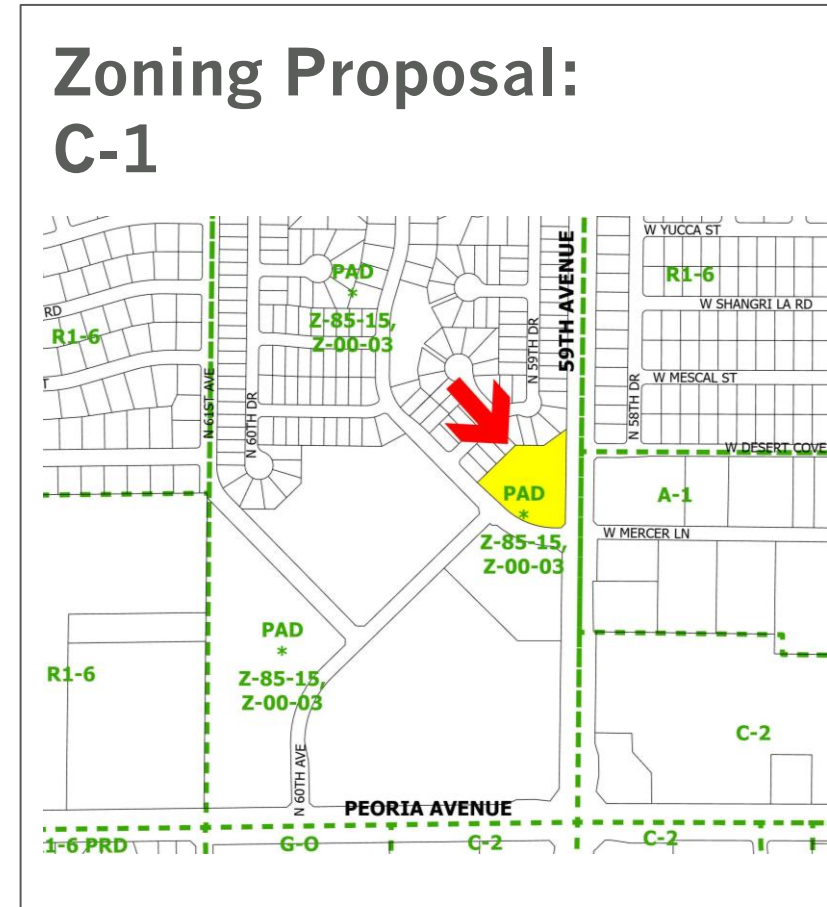 Zoning Proposal:
C-1
W YUCCA ST
R1-6
W SHANGRI LA RD
PAD
*
Z-85-15,
Z-00-03
RD
R1-6
59TH AVENUE
N 59TH DR
W MESCAL ST
N 58TH DR
N 61ST AVE
N 60TH DR
W DESERT COVE
PAD
*
Z-85-15,
Z-00-03
A-1
W MERCER LN
PAD
*
Z-85-15,
Z-00-03
R1-6
C-2
N 60TH AVE
PEORIA AVENUE
1-6 PRD
G-O
C-2
C-2